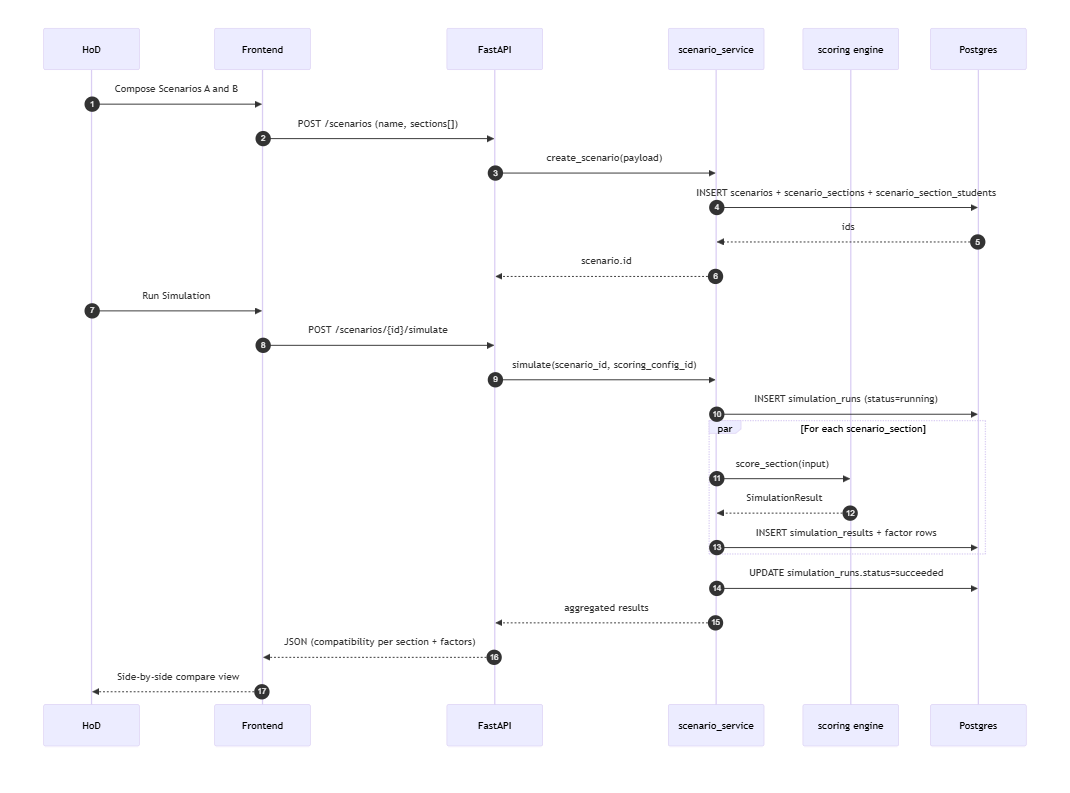 HoD
Frontend
FastAPI
scenario_service
scoring engine
Postgres
Compose Scenarios A and B
1
POST /scenarios (name, sections[])
2
create_scenario(payload)
3
INSERT scenarios + scenario_sections + scenario_section_students
4
ids
5
scenario.id
6
Run Simulation
7
POST /scenarios/{id}/simulate
8
simulate(scenario_id, scoring_config_id)
9
INSERT simulation_runs (status=running)
10
par
[For each scenario_section]
score_section(input)
11
SimulationResult
12
INSERT simulation_results + factor rows
13
UPDATE simulation_runs.status=succeeded
14
aggregated results
15
JSON (compatibility per section + factors)
16
Side-by-side compare view
17
HoD
Frontend
FastAPI
scenario_service
scoring engine
Postgres